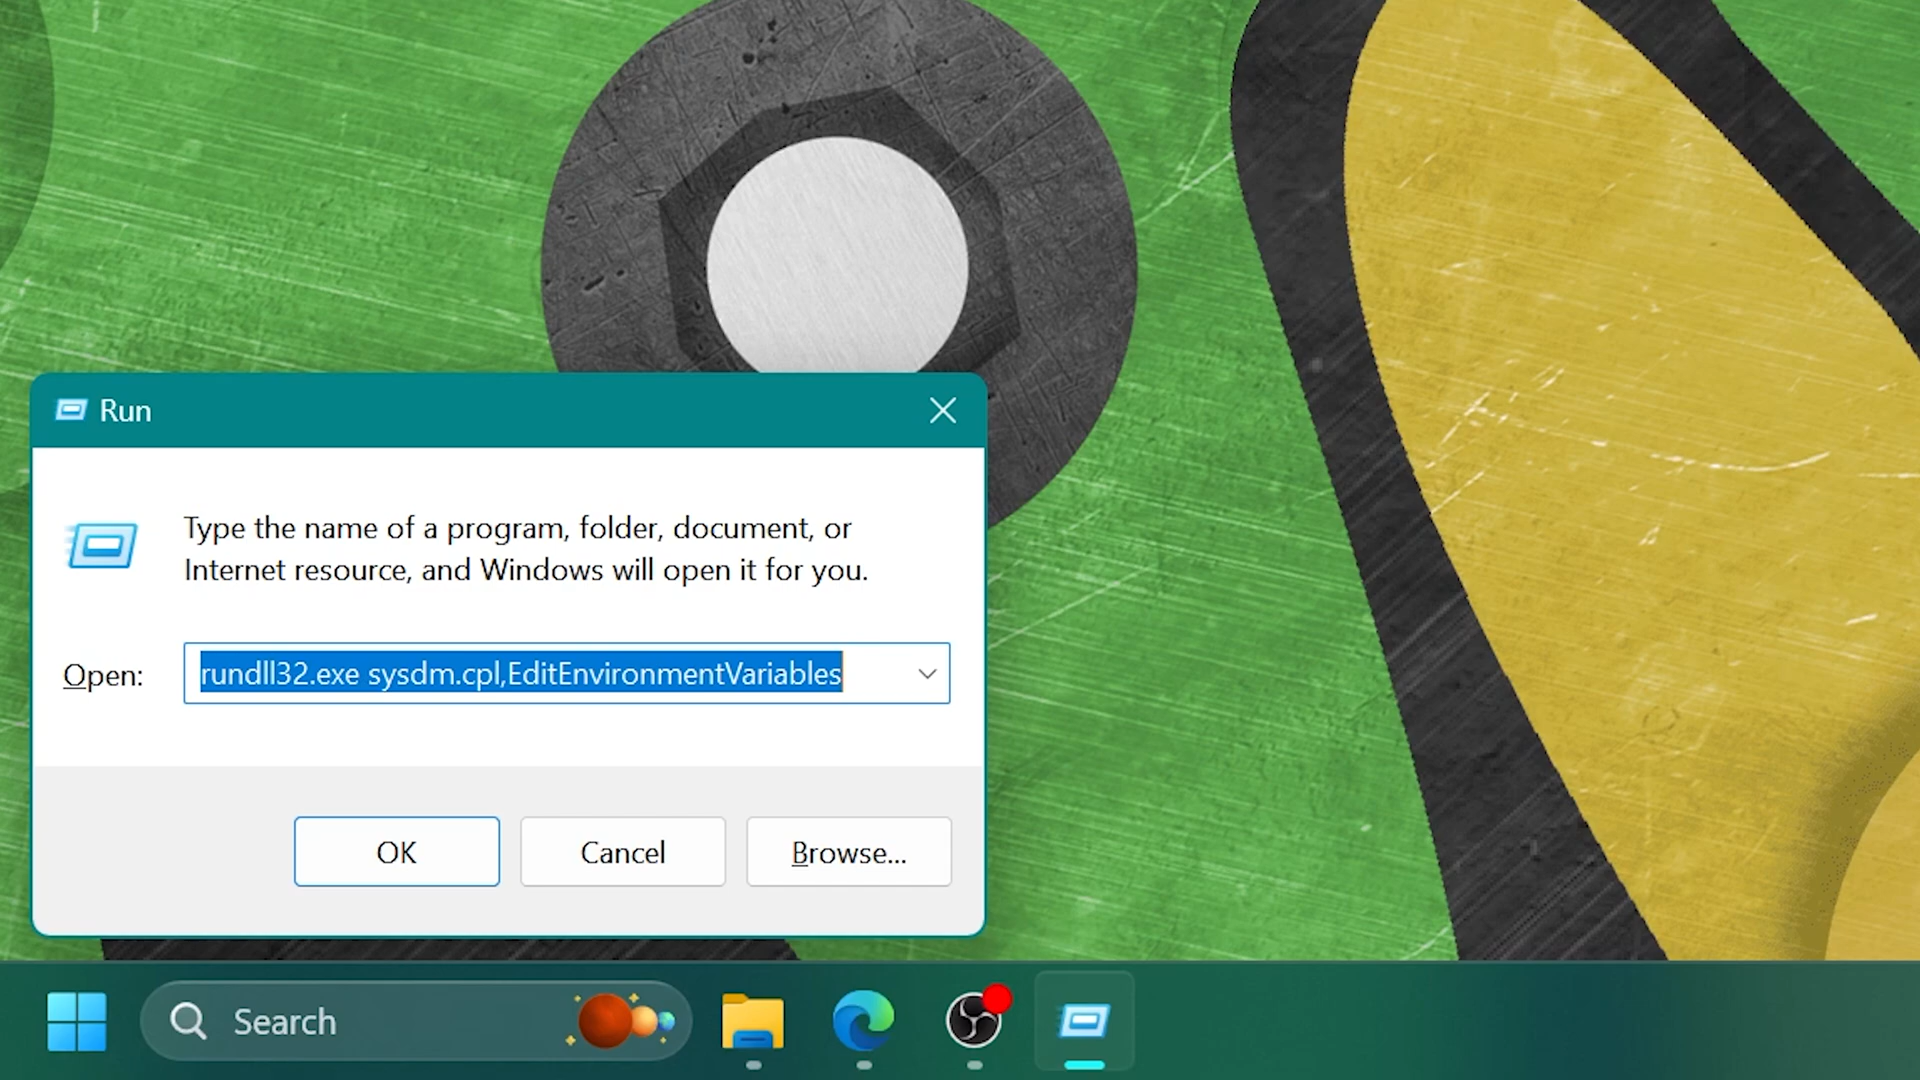 Run
Type the name of a program, folder, document, or
Internet resource, and Windows will open it for you.
Open:
rundll32.exe sysdm.cpl,EditEnvironmentVariables
OK
Cancel
Browse...
Search